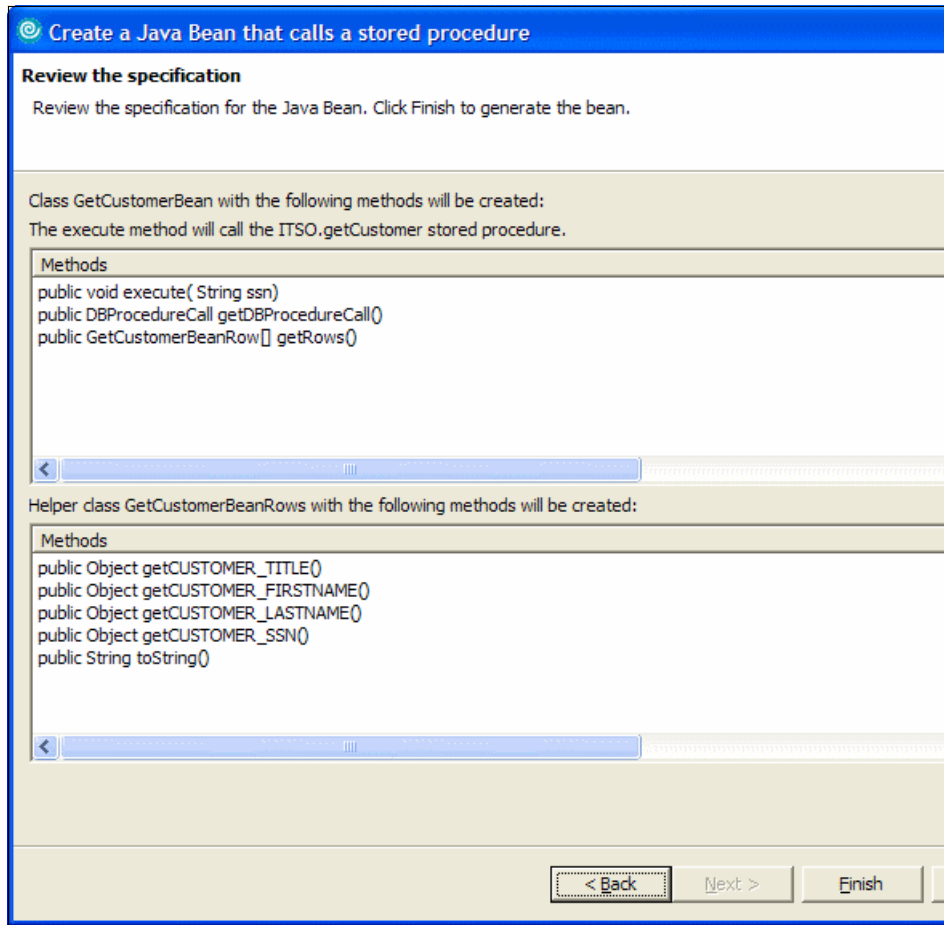 Create a Java Bean that calls a stored procedure
Review the specification
Review the specification for the Java Bean. Click Finish to generate the bean.
Class GetCustomerBean with the following methods will be created:
The execute method will call the ITSO.getCustomer stored procedure.
Methods
public void execute( String ssn)
public DBProcedureCall getDBProcedureCall()
public GetCustomerBeanRow[] getRows()
Helper class GetCustomerBeanRows with the following methods will be created:
Methods
public Object getCUSTOMER_TITLE()
public Object getCUSTOMER_FIRSTNAME()
public Object getCUSTOMER_LASTNAME()
public Object getCUSTOMER_SSN()
public String toString()
< Back Next > Finish